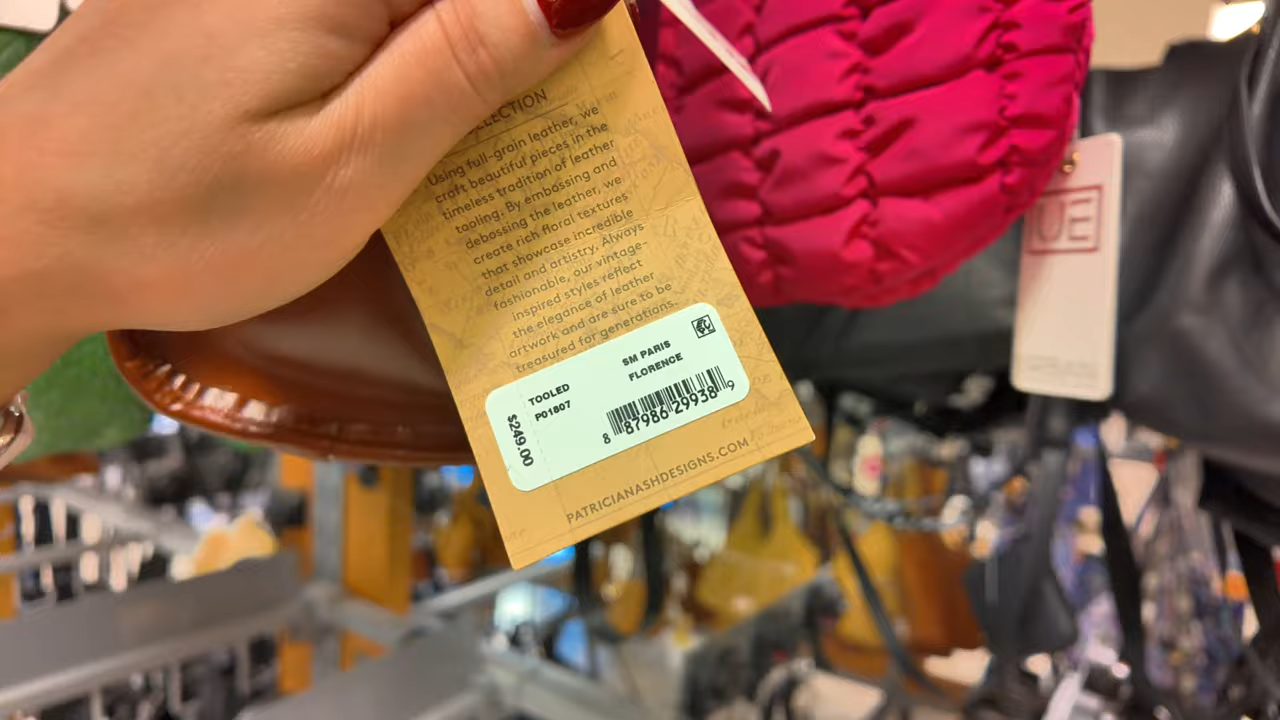 LECTION
Using full-grain leather, we
craft beautiful pieces in the
timeless tradition of leather
tooling. By embossing and
debossing the leather, we
create rich floral textures
that showcase incredible
detail and artistry. Always
fashionable, our vintage-
inspired styles reflect
the elegance of leather
artwork and are sure to be
treasured for generations.
SM PARIS
FLORENCE
TOOLED
P01807
$249.00
8 87986 29938 9
PATRICIANASHDESIGNS.COM
UE